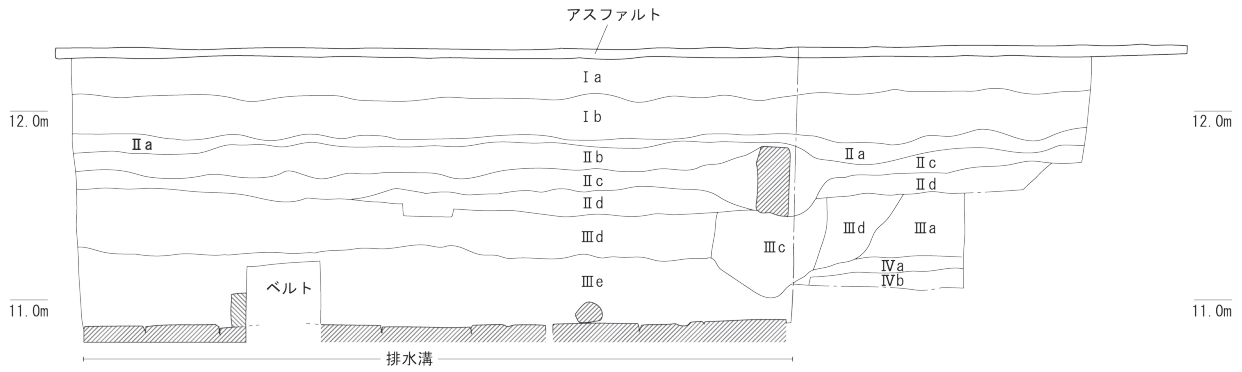 アスファルト
Ⅰa
12.0m
Ⅰb
12.0m
Ⅱa
Ⅱb
Ⅱa
Ⅱc
Ⅱc
Ⅱd
Ⅱd
Ⅲd
Ⅲc
Ⅲd
Ⅲa
Ⅳa
Ⅳb
Ⅲe
ベルト
11.0m
11.0m
排水溝